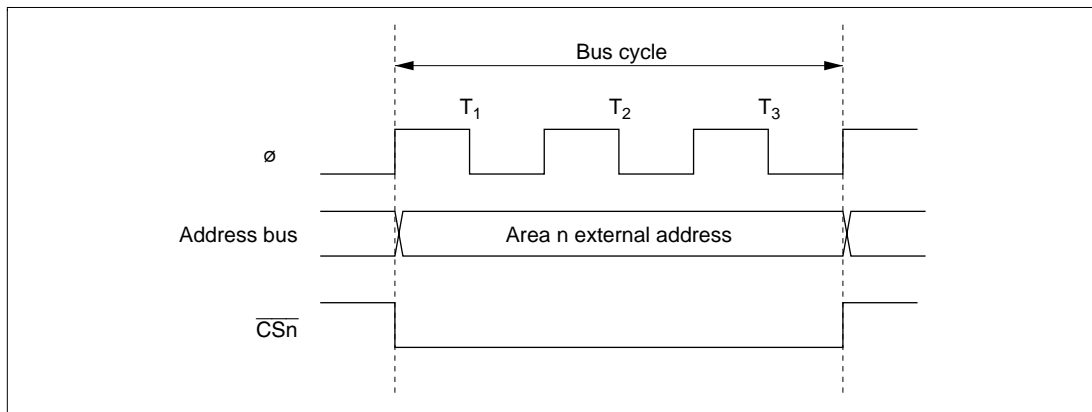 Bus cycle
T1 T2 T3
ø
Address bus Area n external address
CSn